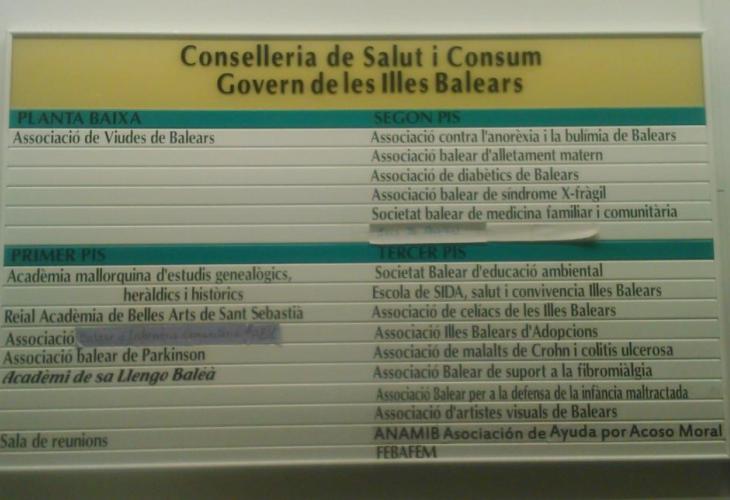 Conselleria de Salut i Consum
Govern de les Illes Balears
PLANTA BAIXA
Associació de Viudes de Balears
SEGON PIS
Associació contra l'anorèxia i la bulímia de Balears
Associació balear d'alletament matern
Associació de diabètics de Balears
Associació balear de síndrome X-fràgil
Societat balear de medicina familiar i comunitària
PRIMER PIS
Acadèmia mallorquina d'estudis genealògics,
heràldics i històrics
Reial Acadèmia de Belles Arts de Sant Sebastià
Associació Balear d'Infermeria Comunitària
Associació balear de Parkinson
Acadèmi de sa Llengo Baléà
Sala de reunions
TERCER PIS
Societat Balear d'educació ambiental
Escola de SIDA, salut i convivencia Illes Balears
Associació de celíacs de les Illes Balears
Associació Illes Balears d'Adopcions
Associació de malalts de Crohn i colitis ulcerosa
Associació Balear de suport a la fibromiàlgia
Associació Balear per a la defensa de la infància maltractada
Associació d'artistes visuals de Balears
ANAMIB Asociación de Ayuda por Acoso Moral
FEBAFEM